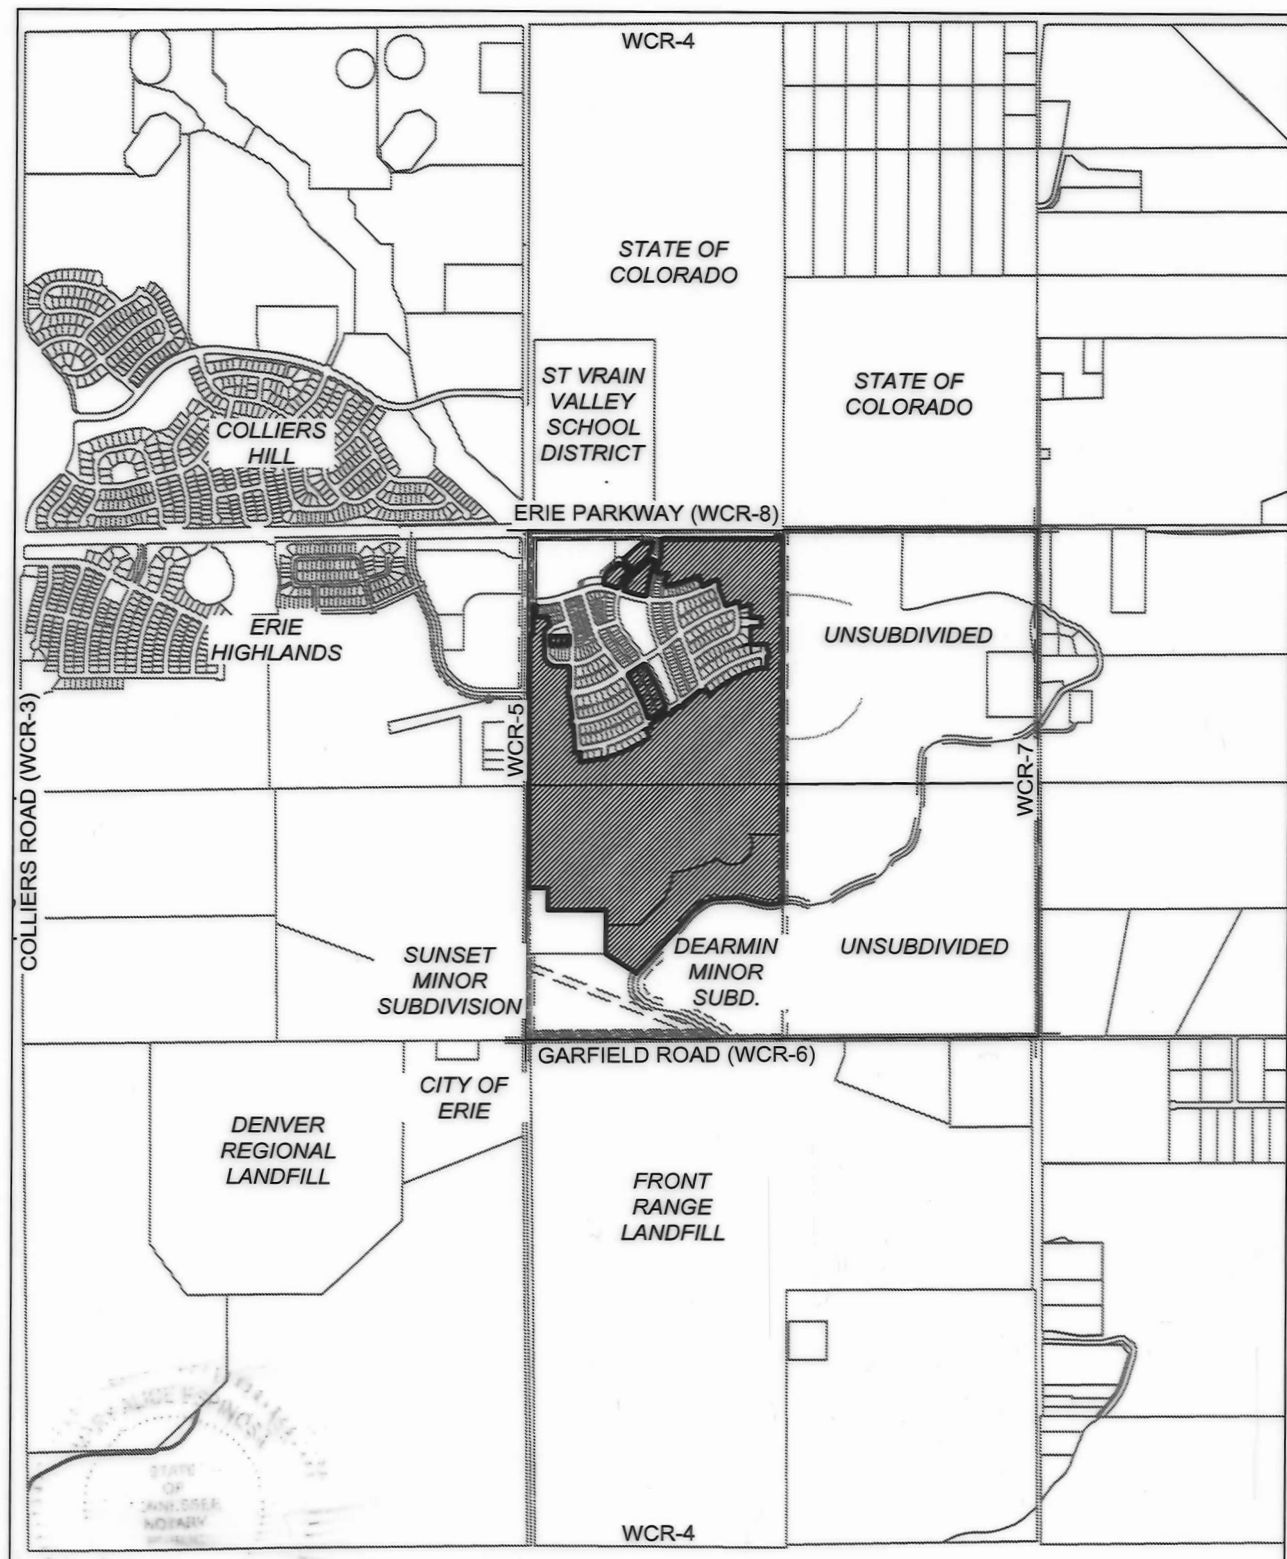 WCR-4
STATE OF
COLORADO
ST VRAIN
VALLEY
SCHOOL
DISTRICT
STATE OF
COLORADO
COLLIERS
HILL
ERIE PARKWAY (WCR-8)
ERIE
HIGHLANDS
UNSUBDIVIDED
COLLIERS ROAD (WCR-3)
WCR-5
WCR-7
SUNSET
MINOR
SUBDIVISION
DEARMIN
MINOR
SUBD.
UNSUBDIVIDED
GARFIELD ROAD (WCR-6)
CITY OF
ERIE
DENVER
REGIONAL
LANDFILL
FRONT
RANGE
LANDFILL
ALICE
STATE
OF
NOTARY
WCR-4